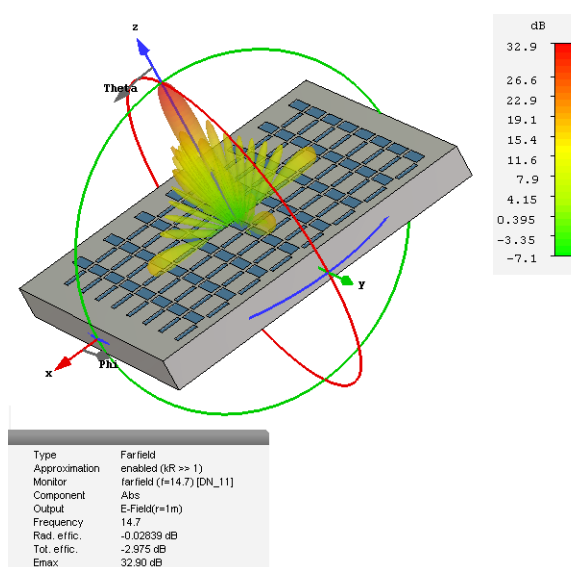 dB
32.9
26.6
22.9
19.1
15.4
11.6
7.9
4.15
0.395
-3.35
-7.1
z
Theta
y
x
Phi
Type Farfield
Approximation enabled (kR >> 1)
Monitor farfield (f=14.7) [DN_11]
Component Abs
Output E-Field(r=1m)
Frequency 14.7
Rad. effic. -0.02839 dB
Tot. effic. -2.975 dB
Emax 32.90 dB